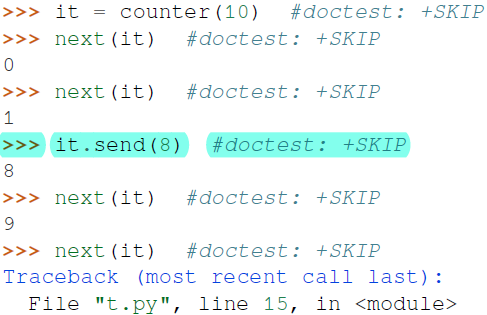 >>> it = counter(10)  #doctest: +SKIP
>>> next(it)  #doctest: +SKIP
0
>>> next(it)  #doctest: +SKIP
1
>>> it.send(8)  #doctest: +SKIP
8
>>> next(it)  #doctest: +SKIP
9
>>> next(it)  #doctest: +SKIP
Traceback (most recent call last):
  File "t.py", line 15, in <module>